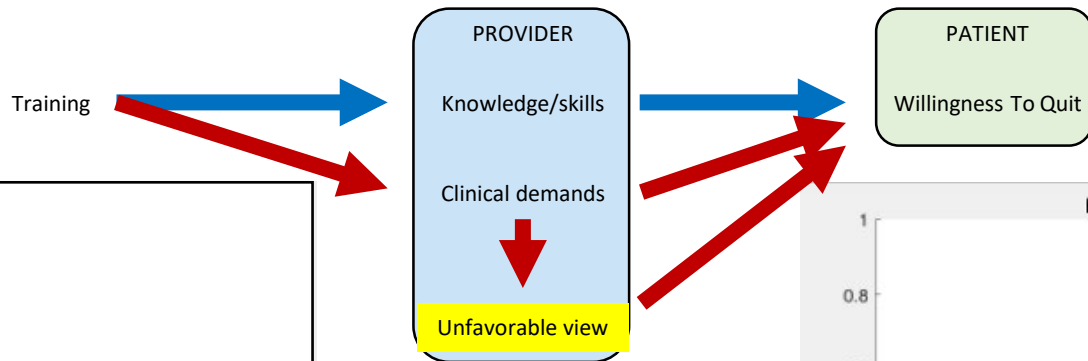 PROVIDER
PATIENT
Training
Knowledge/skills
Willingness To Quit
Clinical demands
1
0.8
Unfavorable view